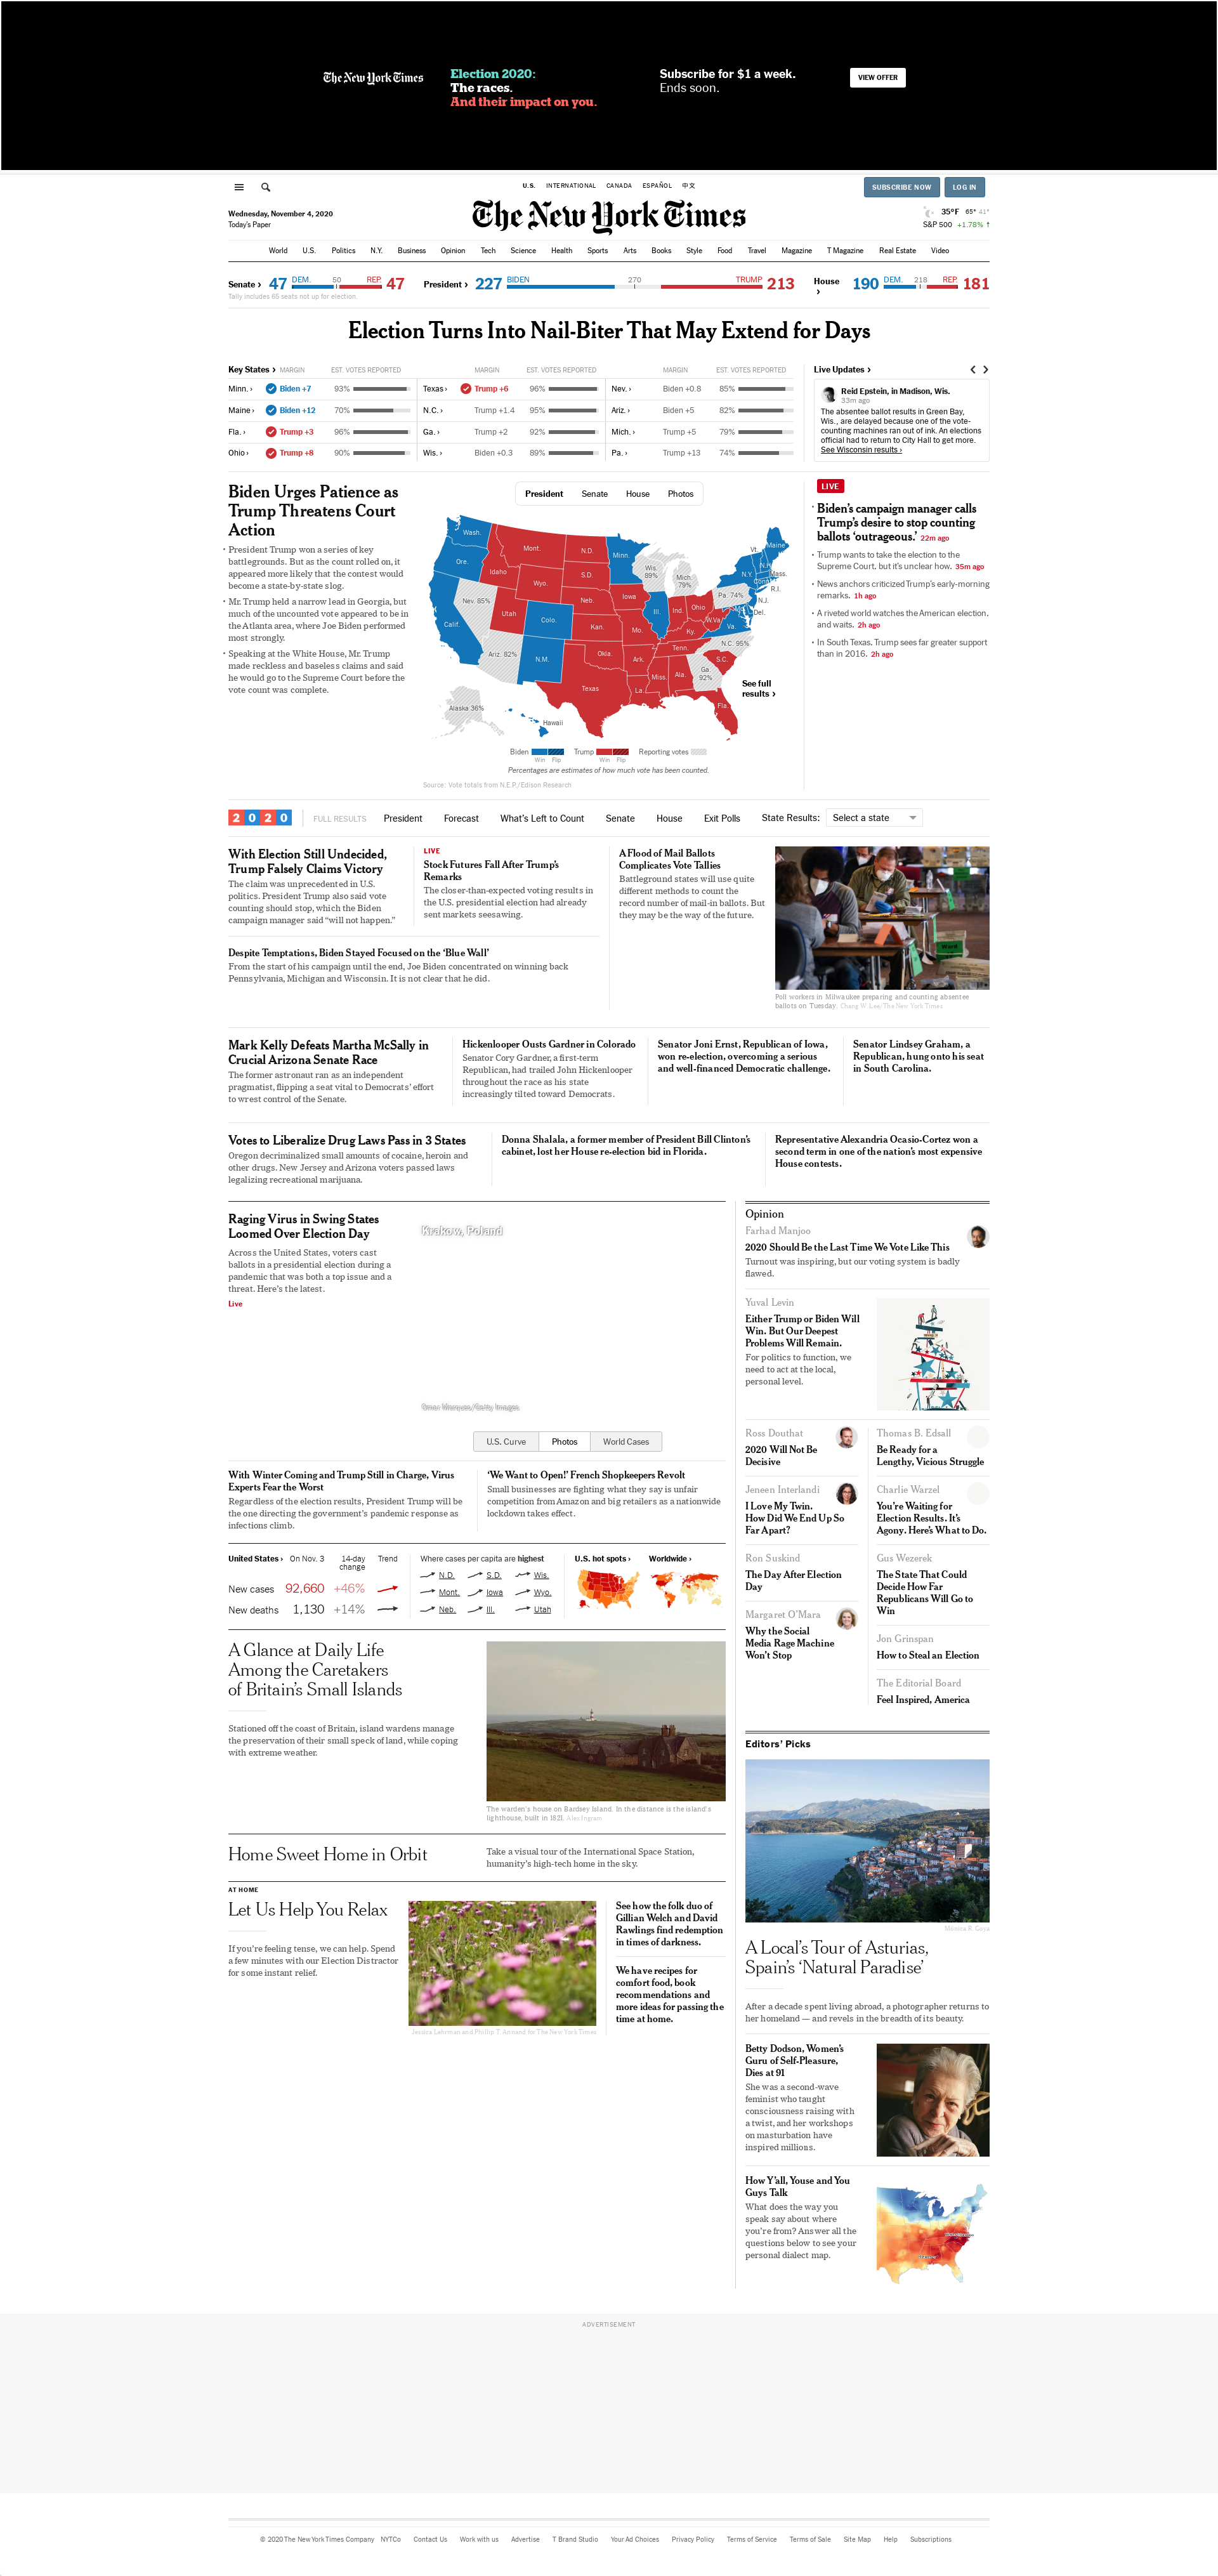 The New York Times
Election 2020:
The races.
And their impact on you.
Subscribe for $1 a week.
Ends soon.
VIEW OFFER
U.S. INTERNATIONAL CANADA ESPAÑOL 中文
SUBSCRIBE NOW LOG IN
Wednesday, November 4, 2020
Today's Paper
The New York Times
35°F 65° 41°
S&P 500 +1.78% ↑
World U.S. Politics N.Y. Business Opinion Tech Science Health Sports Arts Books Style Food Travel Magazine T Magazine Real Estate Video
Senate › 47 DEM. 50 REP. 47
Tally includes 65 seats not up for election.
President › 227 BIDEN 270 TRUMP 213
House › 190 DEM. 218 REP. 181
Election Turns Into Nail-Biter That May Extend for Days
Key States › MARGIN EST. VOTES REPORTED MARGIN EST. VOTES REPORTED MARGIN EST. VOTES REPORTED
Minn. › Biden +7 93% Texas › Trump +6 96% Nev. › Biden +0.8 85%
Maine › Biden +12 70% N.C. › Trump +1.4 95% Ariz. › Biden +5 82%
Fla. › Trump +3 96% Ga. › Trump +2 92% Mich. › Trump +5 79%
Ohio › Trump +8 90% Wis. › Biden +0.3 89% Pa. › Trump +13 74%
Live Updates ›
Reid Epstein, in Madison, Wis.
33m ago
The absentee ballot results in Green Bay,
Wis., are delayed because one of the vote-
counting machines ran out of ink. An elections
official had to return to City Hall to get more.
See Wisconsin results ›
Biden Urges Patience as
Trump Threatens Court
Action
• President Trump won a series of key
battlegrounds. But as the count rolled on, it
appeared more likely that the contest would
become a state-by-state slog.
• Mr. Trump held a narrow lead in Georgia, but
much of the vote appeared to be in
the Atlanta area, where Joe Biden performed
most strongly.
• Speaking at the White House, Mr. Trump
made reckless and baseless claims and said
he would go to the Supreme Court before the
vote count was complete.
President Senate House Photos
Wash.
Mont.
N.D.
Minn.
Vt.
Maine
Ore.
Idaho
S.D.
Wis.
89%
Mich.
79%
N.Y.
N.H.
Mass.
Conn.
R.I.
Wyo.
Nev. 85%
Neb.
Iowa
Pa. 74%
N.J.
Utah
Colo.
Ill.
Ind.
Ohio
W.Va.
Md.
Del.
Calif.
Kan.
Mo.
Ky.
Va.
N.C. 95%
Ariz. 82%
N.M.
Okla.
Ark.
Tenn.
S.C.
Texas
La.
Miss.
Ala.
Ga.
92%
Fla.
Alaska 36%
Hawaii
See full
results ›
Biden Trump Reporting votes
Win Flip Win Flip
Percentages are estimates of how much vote has been counted.
Source: Vote totals from N.E.P./Edison Research
LIVE
• Biden's campaign manager calls
Trump's desire to stop counting
ballots 'outrageous.' 22m ago
• Trump wants to take the election to the
Supreme Court, but it's unclear how. 35m ago
• News anchors criticized Trump's early-morning
remarks. 1h ago
• A riveted world watches the American election,
and waits. 2h ago
• In South Texas, Trump sees far greater support
than in 2016. 2h ago
2020 FULL RESULTS President Forecast What's Left to Count Senate House Exit Polls State Results: Select a state
With Election Still Undecided,
Trump Falsely Claims Victory
The claim was unprecedented in U.S.
politics. President Trump also said vote
counting should stop, which the Biden
campaign manager said "will not happen."
LIVE
Stock Futures Fall After Trump's
Remarks
The closer-than-expected voting results in
the U.S. presidential election had already
sent markets seesawing.
Despite Temptations, Biden Stayed Focused on the 'Blue Wall'
From the start of his campaign until the end, Joe Biden concentrated on winning back
Pennsylvania, Michigan and Wisconsin. It is not clear that he did.
A Flood of Mail Ballots
Complicates Vote Tallies
Battleground states will use quite
different methods to count the
record number of mail-in ballots. But
they may be the way of the future.
Poll workers in Milwaukee preparing and counting absentee
ballots on Tuesday. Chang W. Lee/The New York Times
Mark Kelly Defeats Martha McSally in
Crucial Arizona Senate Race
The former astronaut ran as an independent
pragmatist, flipping a seat vital to Democrats' effort
to wrest control of the Senate.
Hickenlooper Ousts Gardner in Colorado
Senator Cory Gardner, a first-term
Republican, had trailed John Hickenlooper
throughout the race as his state
increasingly tilted toward Democrats.
Senator Joni Ernst, Republican of Iowa,
won re-election, overcoming a serious
and well-financed Democratic challenge.
Senator Lindsey Graham, a
Republican, hung onto his seat
in South Carolina.
Votes to Liberalize Drug Laws Pass in 3 States
Oregon decriminalized small amounts of cocaine, heroin and
other drugs. New Jersey and Arizona voters passed laws
legalizing recreational marijuana.
Donna Shalala, a former member of President Bill Clinton's
cabinet, lost her House re-election bid in Florida.
Representative Alexandria Ocasio-Cortez won a
second term in one of the nation's most expensive
House contests.
Raging Virus in Swing States
Loomed Over Election Day
Across the United States, voters cast
ballots in a presidential election during a
pandemic that was both a top issue and a
threat. Here's the latest.
Live
Krakow, Poland
Omar Marques/Getty Images
U.S. Curve Photos World Cases
With Winter Coming and Trump Still in Charge, Virus
Experts Fear the Worst
Regardless of the election results, President Trump will be
the one directing the government's pandemic response as
infections climb.
'We Want to Open!' French Shopkeepers Revolt
Small businesses are fighting what they say is unfair
competition from Amazon and big retailers as a nationwide
lockdown takes effect.
United States › On Nov. 3 14-day change Trend
New cases 92,660 +46%
New deaths 1,130 +14%
Where cases per capita are highest
N.D. S.D. Wis.
Mont. Iowa Wyo.
Neb. Ill. Utah
U.S. hot spots › Worldwide ›
A Glance at Daily Life
Among the Caretakers
of Britain's Small Islands
Stationed off the coast of Britain, island wardens manage
the preservation of their small speck of land, while coping
with extreme weather.
The warden's house on Bardsey Island. In the distance is the island's
lighthouse, built in 1821. Alex Ingram
Home Sweet Home in Orbit
Take a visual tour of the International Space Station,
humanity's high-tech home in the sky.
AT HOME
Let Us Help You Relax
If you're feeling tense, we can help. Spend
a few minutes with our Election Distractor
for some instant relief.
Jessica Lehrman and Phillip T. Annand for The New York Times
See how the folk duo of
Gillian Welch and David
Rawlings find redemption
in times of darkness.
We have recipes for
comfort food, book
recommendations and
more ideas for passing the
time at home.
Opinion
Farhad Manjoo
2020 Should Be the Last Time We Vote Like This
Turnout was inspiring, but our voting system is badly
flawed.
Yuval Levin
Either Trump or Biden Will
Win. But Our Deepest
Problems Will Remain.
For politics to function, we
need to act at the local,
personal level.
Ross Douthat
2020 Will Not Be
Decisive
Jeneen Interlandi
I Love My Twin.
How Did We End Up So
Far Apart?
Ron Suskind
The Day After Election
Day
Margaret O'Mara
Why the Social
Media Rage Machine
Won't Stop
Thomas B. Edsall
Be Ready for a
Lengthy, Vicious Struggle
Charlie Warzel
You're Waiting for
Election Results. It's
Agony. Here's What to Do.
Gus Wezerek
The State That Could
Decide How Far
Republicans Will Go to
Win
Jon Grinspan
How to Steal an Election
The Editorial Board
Feel Inspired, America
Editors' Picks
Monica R. Goya
A Local's Tour of Asturias,
Spain's 'Natural Paradise'
After a decade spent living abroad, a photographer returns to
her homeland — and revels in the breadth of its beauty.
Betty Dodson, Women's
Guru of Self-Pleasure,
Dies at 91
She was a second-wave
feminist who taught
consciousness raising with
a twist, and her workshops
on masturbation have
inspired millions.
How Y'all, Youse and You
Guys Talk
What does the way you
speak say about where
you're from? Answer all the
questions below to see your
personal dialect map.
ADVERTISEMENT
© 2020 The New York Times Company NYTCo Contact Us Work with us Advertise T Brand Studio Your Ad Choices Privacy Policy Terms of Service Terms of Sale Site Map Help Subscriptions